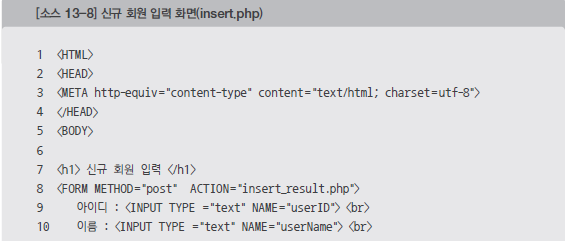 [소스 13-8] 신규 회원 입력 화면(insert.php)
1 <HTML>
2 <HEAD>
3 <META http-equiv="content-type" content="text/html; charset=utf-8">
4 </HEAD>
5 <BODY>
6
7 <h1> 신규 회원 입력 </h1>
8 <FORM METHOD="post"  ACTION="insert_result.php">
9 아이디 : <INPUT TYPE ="text" NAME="userID"> <br>
10 이름 : <INPUT TYPE ="text" NAME="userName"> <br>